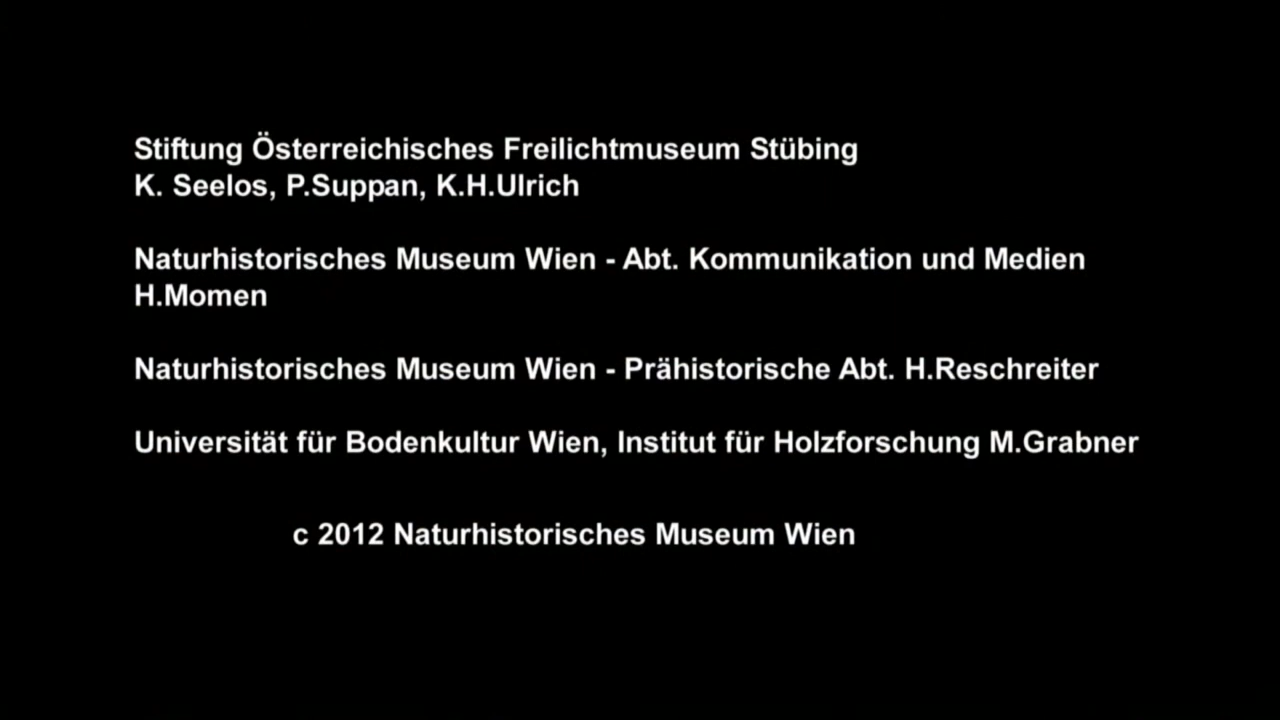 Stiftung Österreichisches Freilichtmuseum Stübing
K. Seelos, P.Suppan, K.H.Ulrich
Naturhistorisches Museum Wien - Abt. Kommunikation und Medien
H.Momen
Naturhistorisches Museum Wien - Prähistorische Abt. H.Reschreiter
Universität für Bodenkultur Wien, Institut für Holzforschung M.Grabner
c 2012 Naturhistorisches Museum Wien